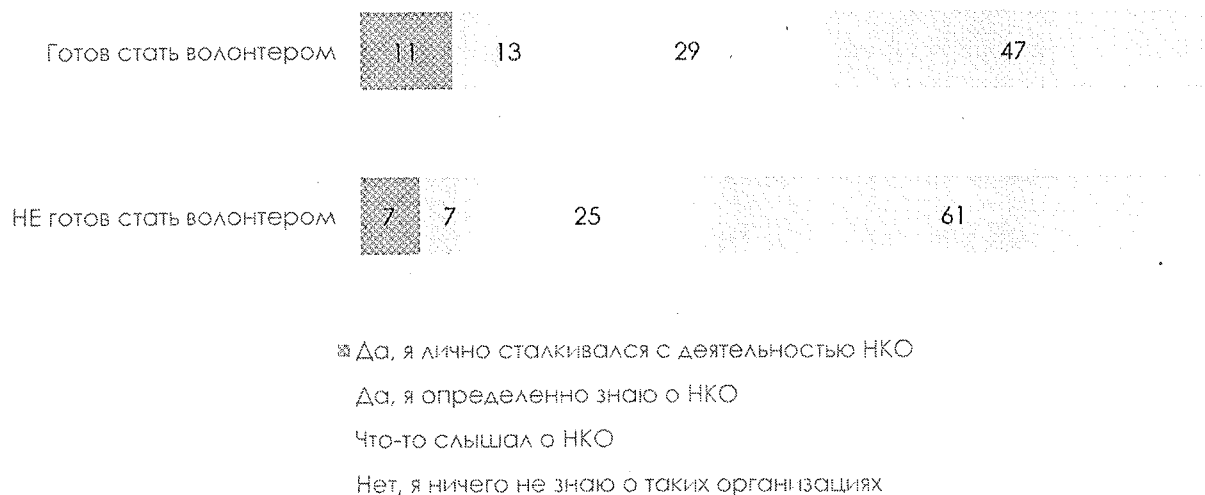 Готов стать волонтером 11 13 29 47
НЕ готов стать волонтером 7 7 25 61
Да, я лично сталкивался с деятельностью НКО
Да, я определенно знаю о НКО
Что-то слышал о НКО
Нет, я ничего не знаю о таких организациях